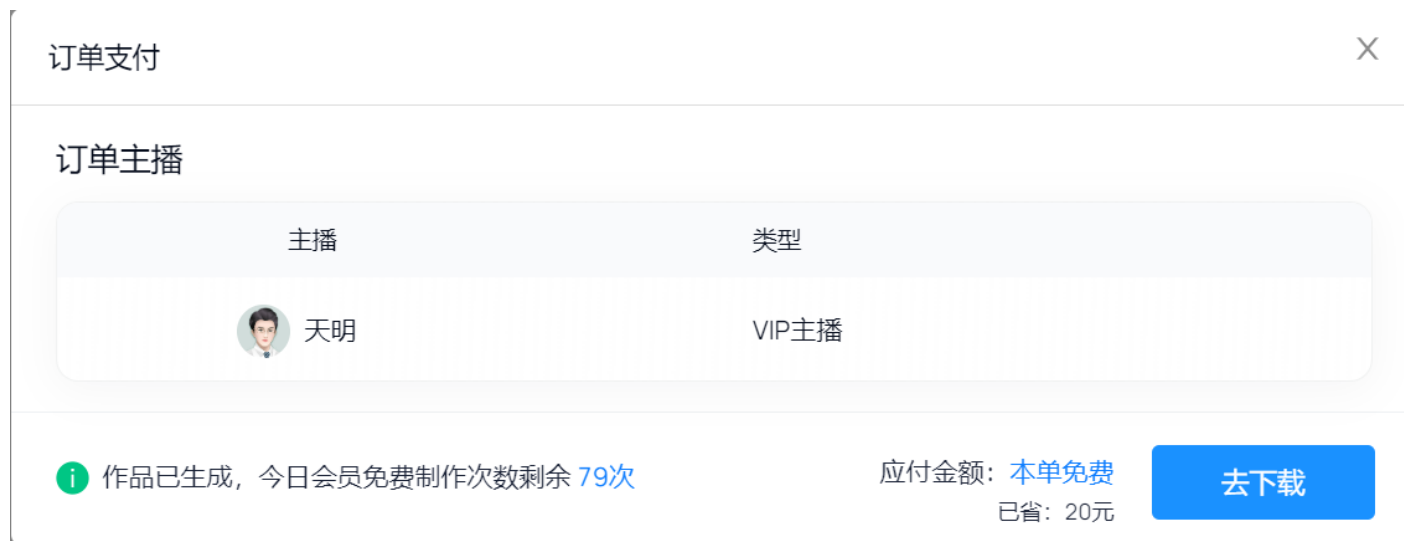 订单支付
订单主播
主播 类型
天明 VIP主播
作品已生成，今日会员免费制作次数剩余 79次
应付金额：本单免费
已省：20元
去下载